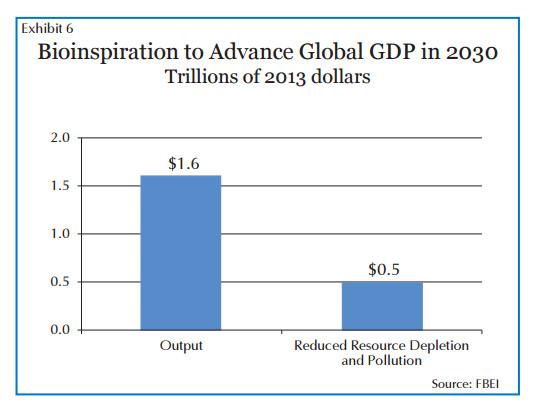 Exhibit 6
Bioinspiration to Advance Global GDP in 2030
Trillions of 2013 dollars
2.0
1.5
1.0
0.5
0.0
$1.6
$0.5
Output
Reduced Resource Depletion
and Pollution
Source: FBEI